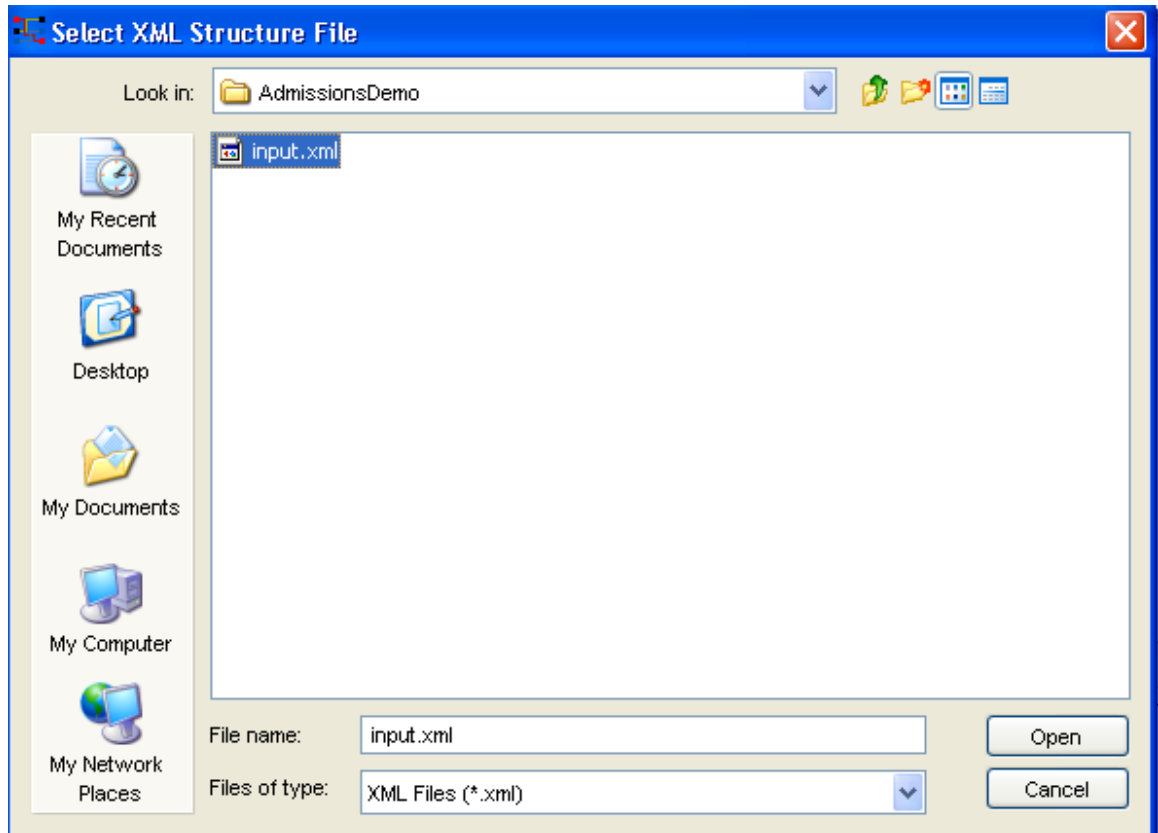 Select XML Structure File
Look in:
AdmissionsDemo
input.xml
My Recent
Documents
Desktop
My Documents
My Computer
My Network
Places
File name:
input.xml
Open
Files of type:
XML Files (*.xml)
Cancel